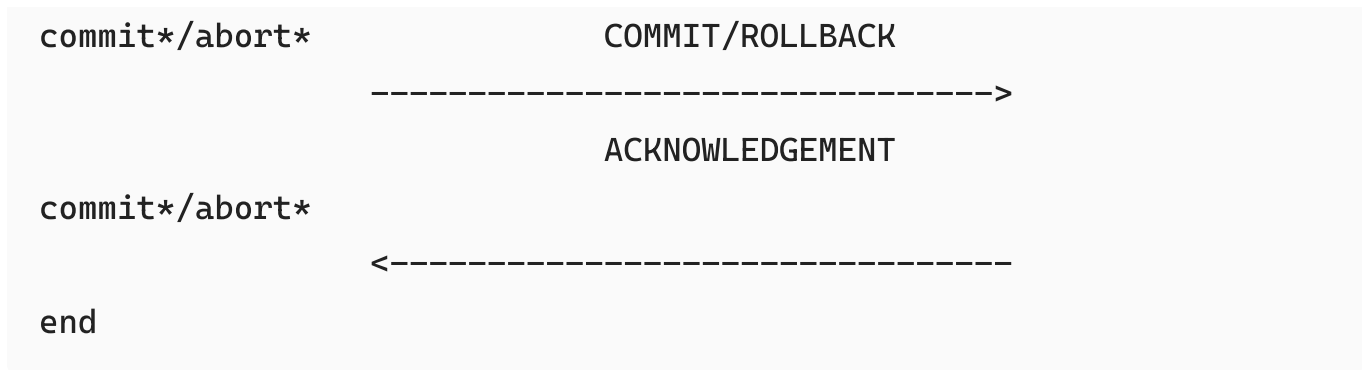 commit*/abort*               COMMIT/ROLLBACK
                 -------------------------------->
                             ACKNOWLEDGEMENT
commit*/abort*
                 <--------------------------------
end